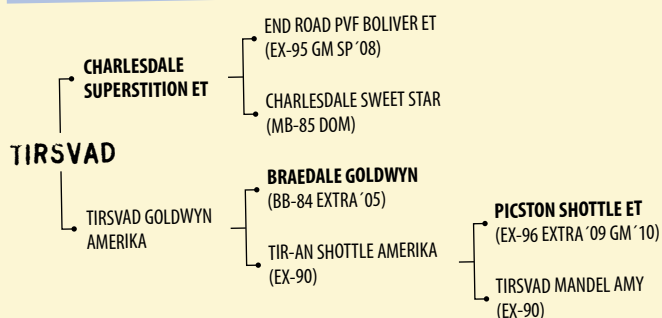 END ROAD PVF BOLIVER ET
(EX-95 GM SP´08)
CHARLESDALE
SUPERSTITION ET
CHARLESDALE SWEET STAR
(MB-85 DOM)
TIRSVAD
BRAEDALE GOLDWYN
(BB-84 EXTRA´05)
TIRSVAD GOLDWYN
AMERIKA
TIR-AN SHOTTLE AMERIKA
(EX-90)
PICSTON SHOTTLE ET
(EX-96 EXTRA´09 GM´10)
TIRSVAD MANDEL AMY
(EX-90)